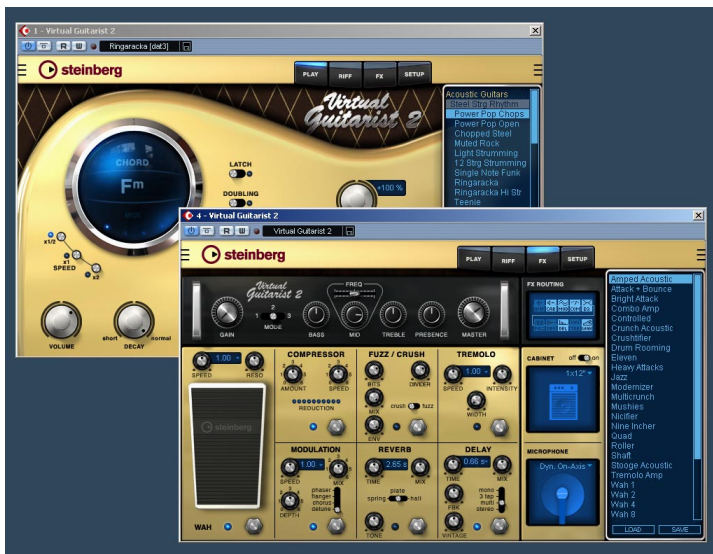 1 - Virtual Guitarist 2
R W Ringaracka [dat3]
steinberg
PLAY RIFF FX SETUP
Virtual
Guitarist 2
CHORD
Fm
LATCH
DOUBLING
+100 %
x1/2
x1
x2
SPEED
VOLUME
short DECAY normal
Acoustic Guitars
Steel Strg Rhythm
Power Pop Chops
Power Pop Open
Chopped Steel
Muted Rock
Light Strumming
12 Strg Strumming
Single Note Funk
Ringaracka
Ringaracka Hi Str
Teenie
4 - Virtual Guitarist 2
R W Virtual Guitarist 2
steinberg
PLAY RIFF FX SETUP
Virtual
Guitarist 2
GAIN
1 2 3
MODE
BASS
FREQ
MID
TREBLE
PRESENCE
MASTER
FX ROUTING
1.00
SPEED RESO
steinberg
WAH
COMPRESSOR
3
AMOUNT SPEED
REDUCTION
FUZZ / CRUSH
BITS DIVIDER
MIX
crush fuzz
ENV
TREMOLO
1.00
SPEED INTENSITY
WIDTH
MODULATION
1.00
SPEED MIX
phaser
flanger
chorus
detune
DEPTH
REVERB
2.65 s
TIME MIX
plate
spring hall
TONE
DELAY
0.66 s
TIME MIX
mono
3 tap
multi
stereo
FBK
VINTAGE
CABINET off on
1x12"
MICROPHONE
Dyn. On-Axis
Amped Acoustic
Attack + Bounce
Bright Attack
Combo Amp
Controlled
Crunch Acoustic
Crushtifier
Drum Rooming
Eleven
Heavy Attacks
Jazz
Modernizer
Multicrunch
Mushies
Nicifier
Nine Incher
Quad
Roller
Shaft
Stooge Acoustic
Tremolo Amp
Wah 1
Wah 2
Wah 4
Wah 8
LOAD SAVE